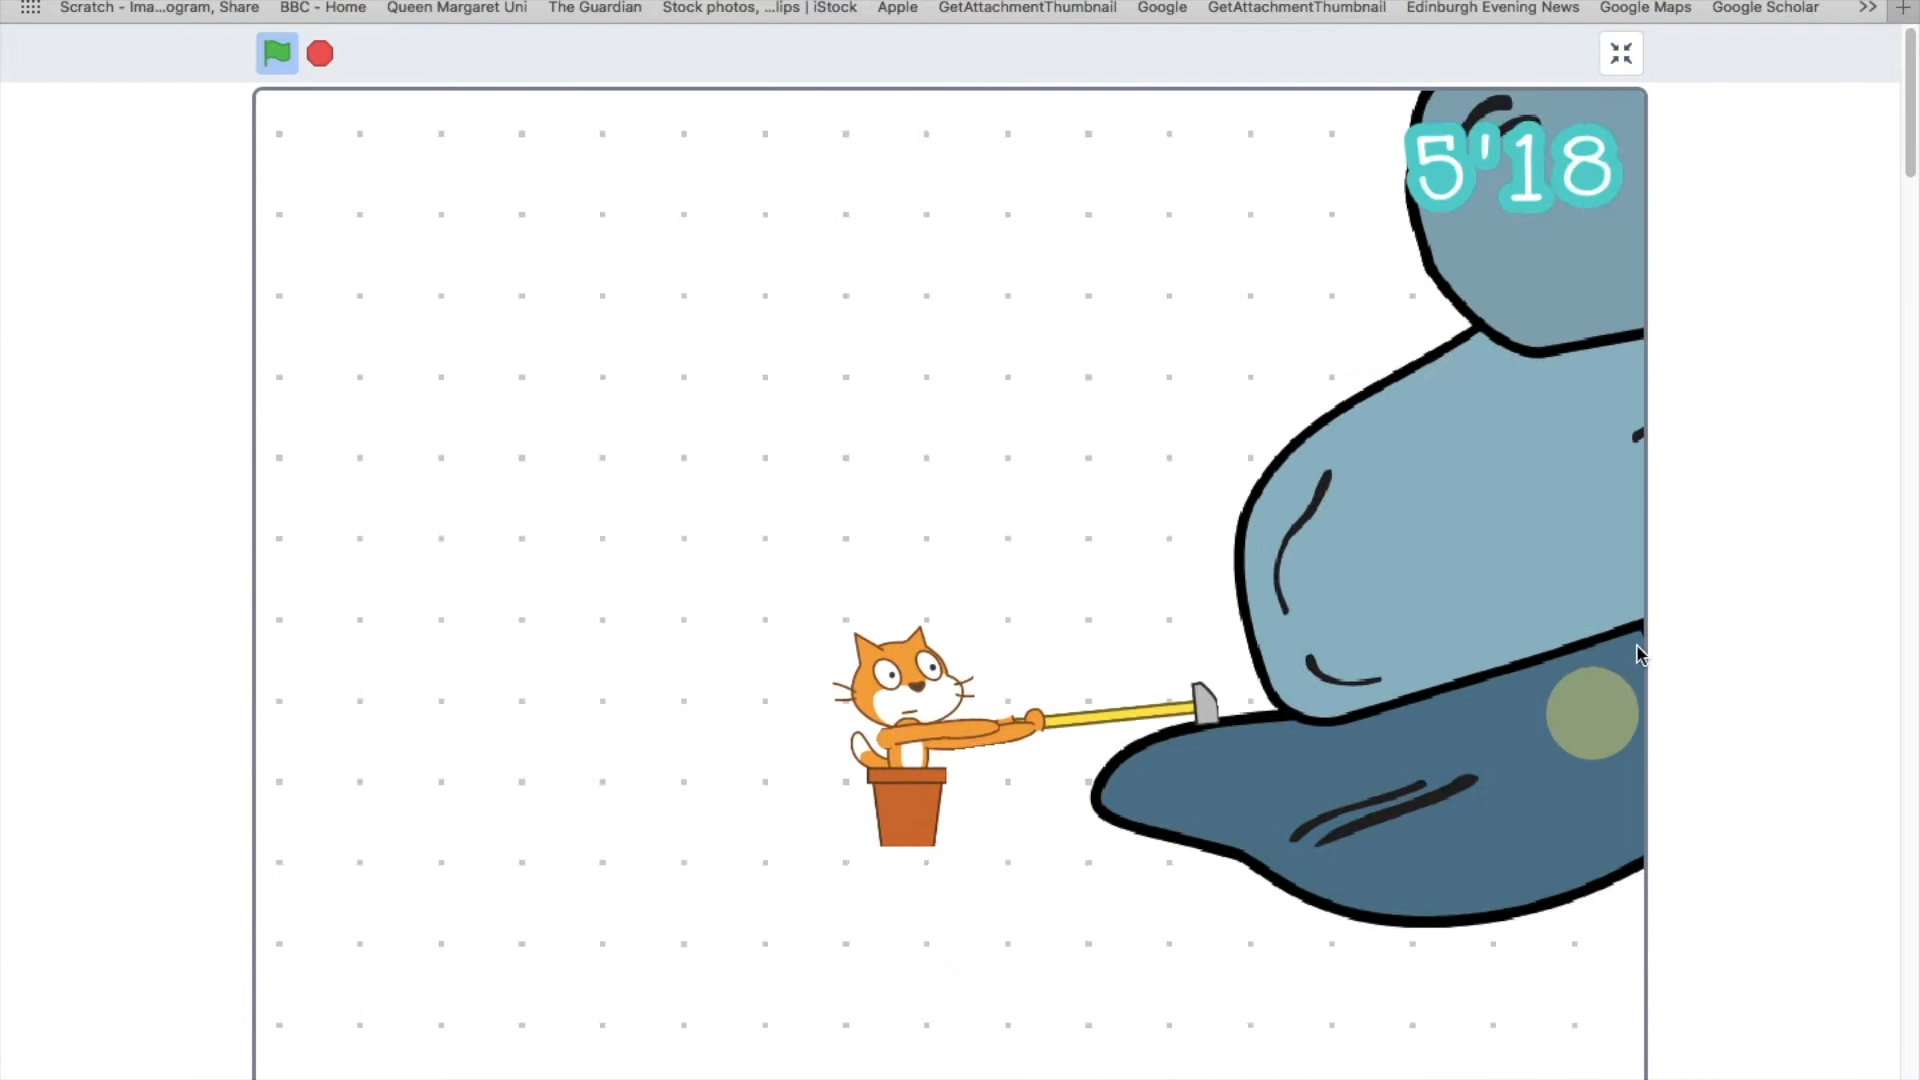 Scratch - Ima...ogram, Share BBC - Home Queen Margaret Uni The Guardian Stock photos, ...lips | iStock Apple GetAttachmentThumbnail Google GetAttachmentThumbnail Edinburgh Evening News Google Maps Google Scholar >> +
5"18